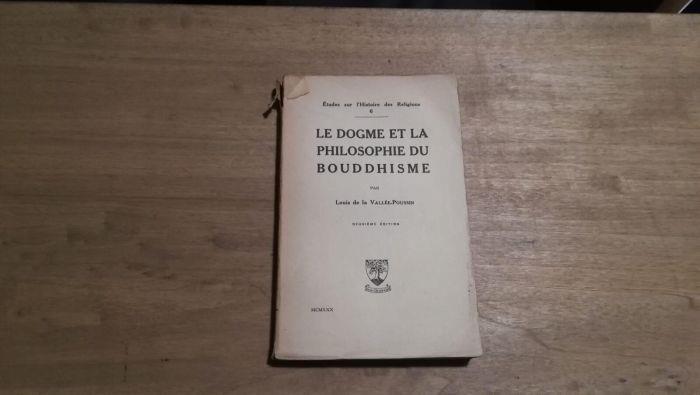 Études sur l'Histoire des Religions
6
LE DOGME ET LA
PHILOSOPHIE DU
BOUDDHISME
PAR
Louis de la VALLÉE-POUSSIN
DEUXIÈME ÉDITION
MCMXXX